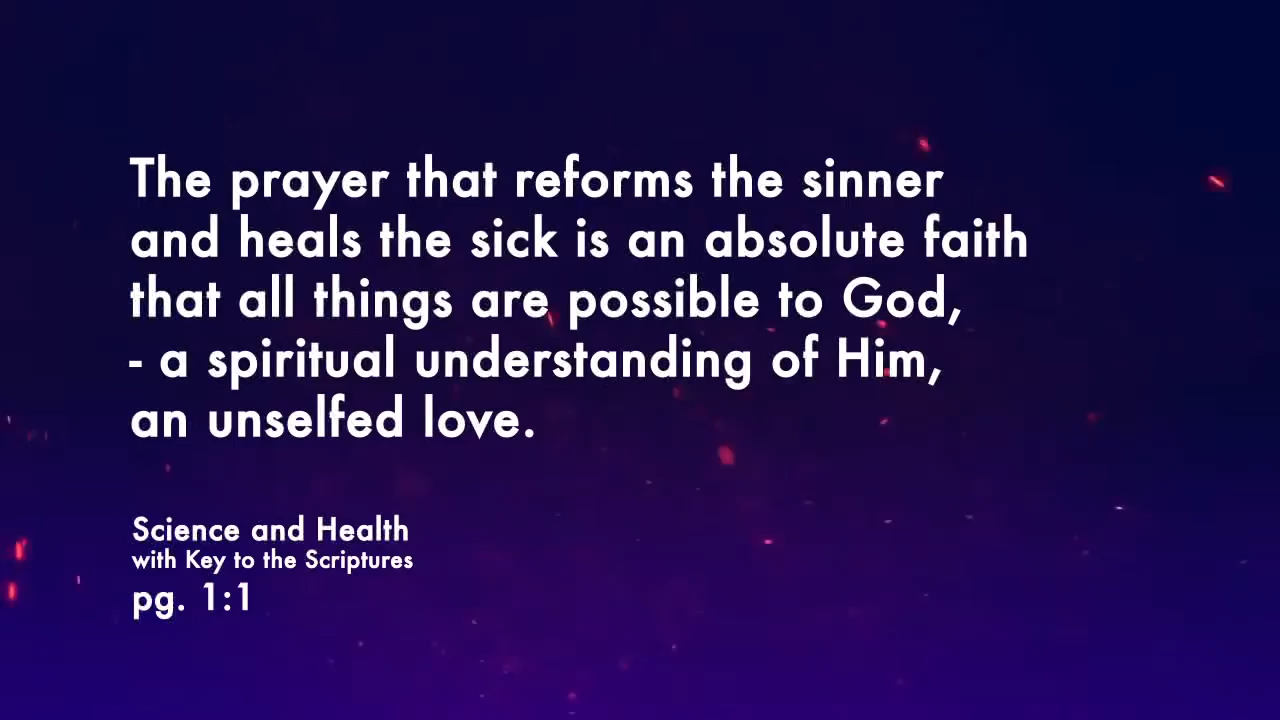 The prayer that reforms the sinner
and heals the sick is an absolute faith
that all things are possible to God,
- a spiritual understanding of Him,
an unselfed love.
Science and Health
with Key to the Scriptures
pg. 1:1